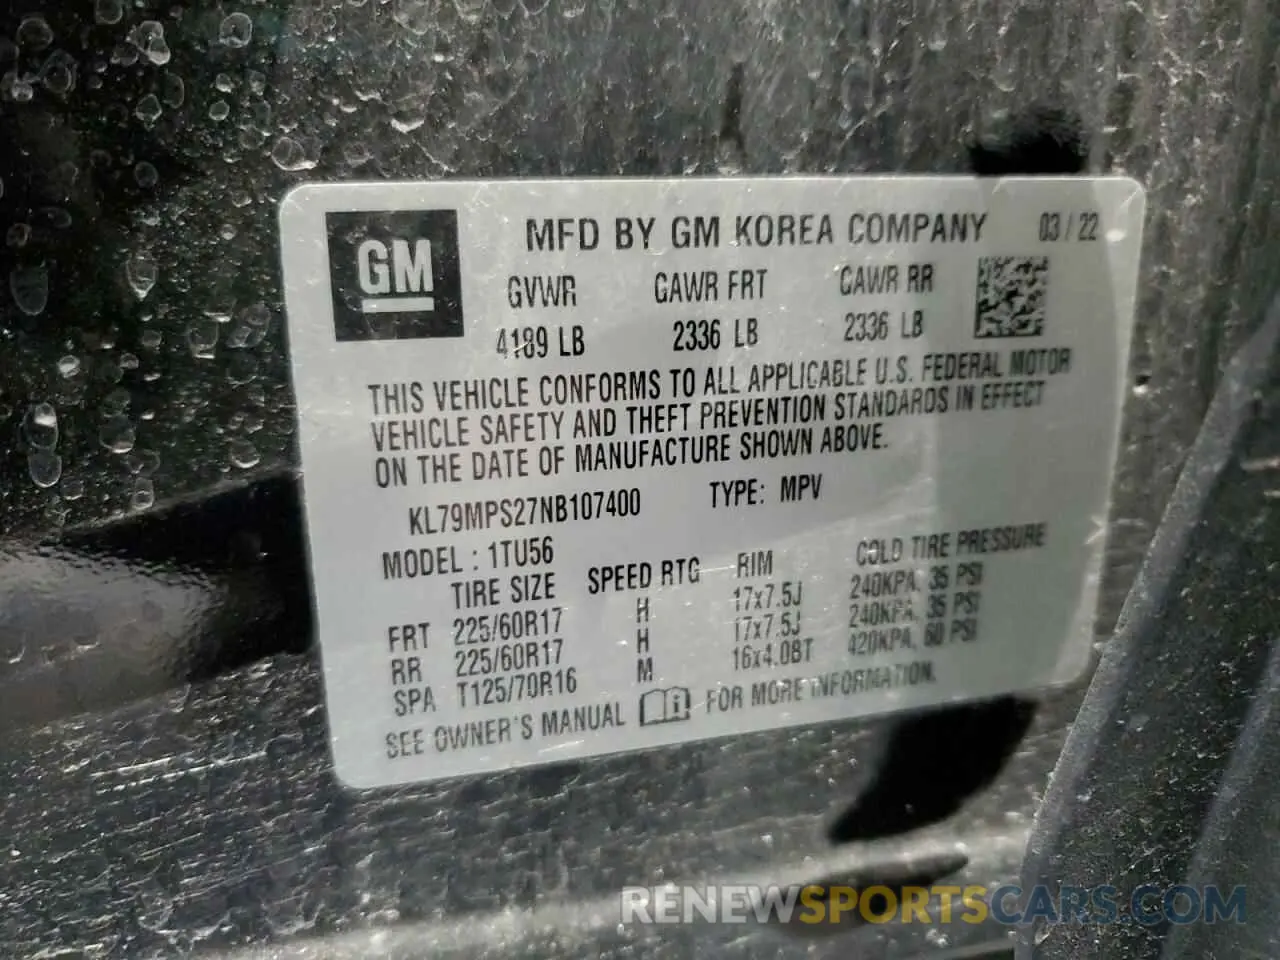 GM
MFD BY GM KOREA COMPANY 03/22
GVWR GAWR FRT GAWR RR
4189 LB 2336 LB 2336 LB
THIS VEHICLE CONFORMS TO ALL APPLICABLE U.S. FEDERAL MOTOR
VEHICLE SAFETY AND THEFT PREVENTION STANDARDS IN EFFECT
ON THE DATE OF MANUFACTURE SHOWN ABOVE.
KL79MPS27NB107400 TYPE: MPV
MODEL : 1TU56
TIRE SIZE SPEED RTG RIM COLD TIRE PRESSURE
FRT 225/60R17 H 17x7.5J 240KPA, 35 PSI
RR 225/60R17 H 17x7.5J 240KPA, 35 PSI
SPA T125/70R16 M 16x4.0BT 420KPA, 60 PSI
SEE OWNER'S MANUAL FOR MORE INFORMATION.
RENEWSPORTSCARS.COM